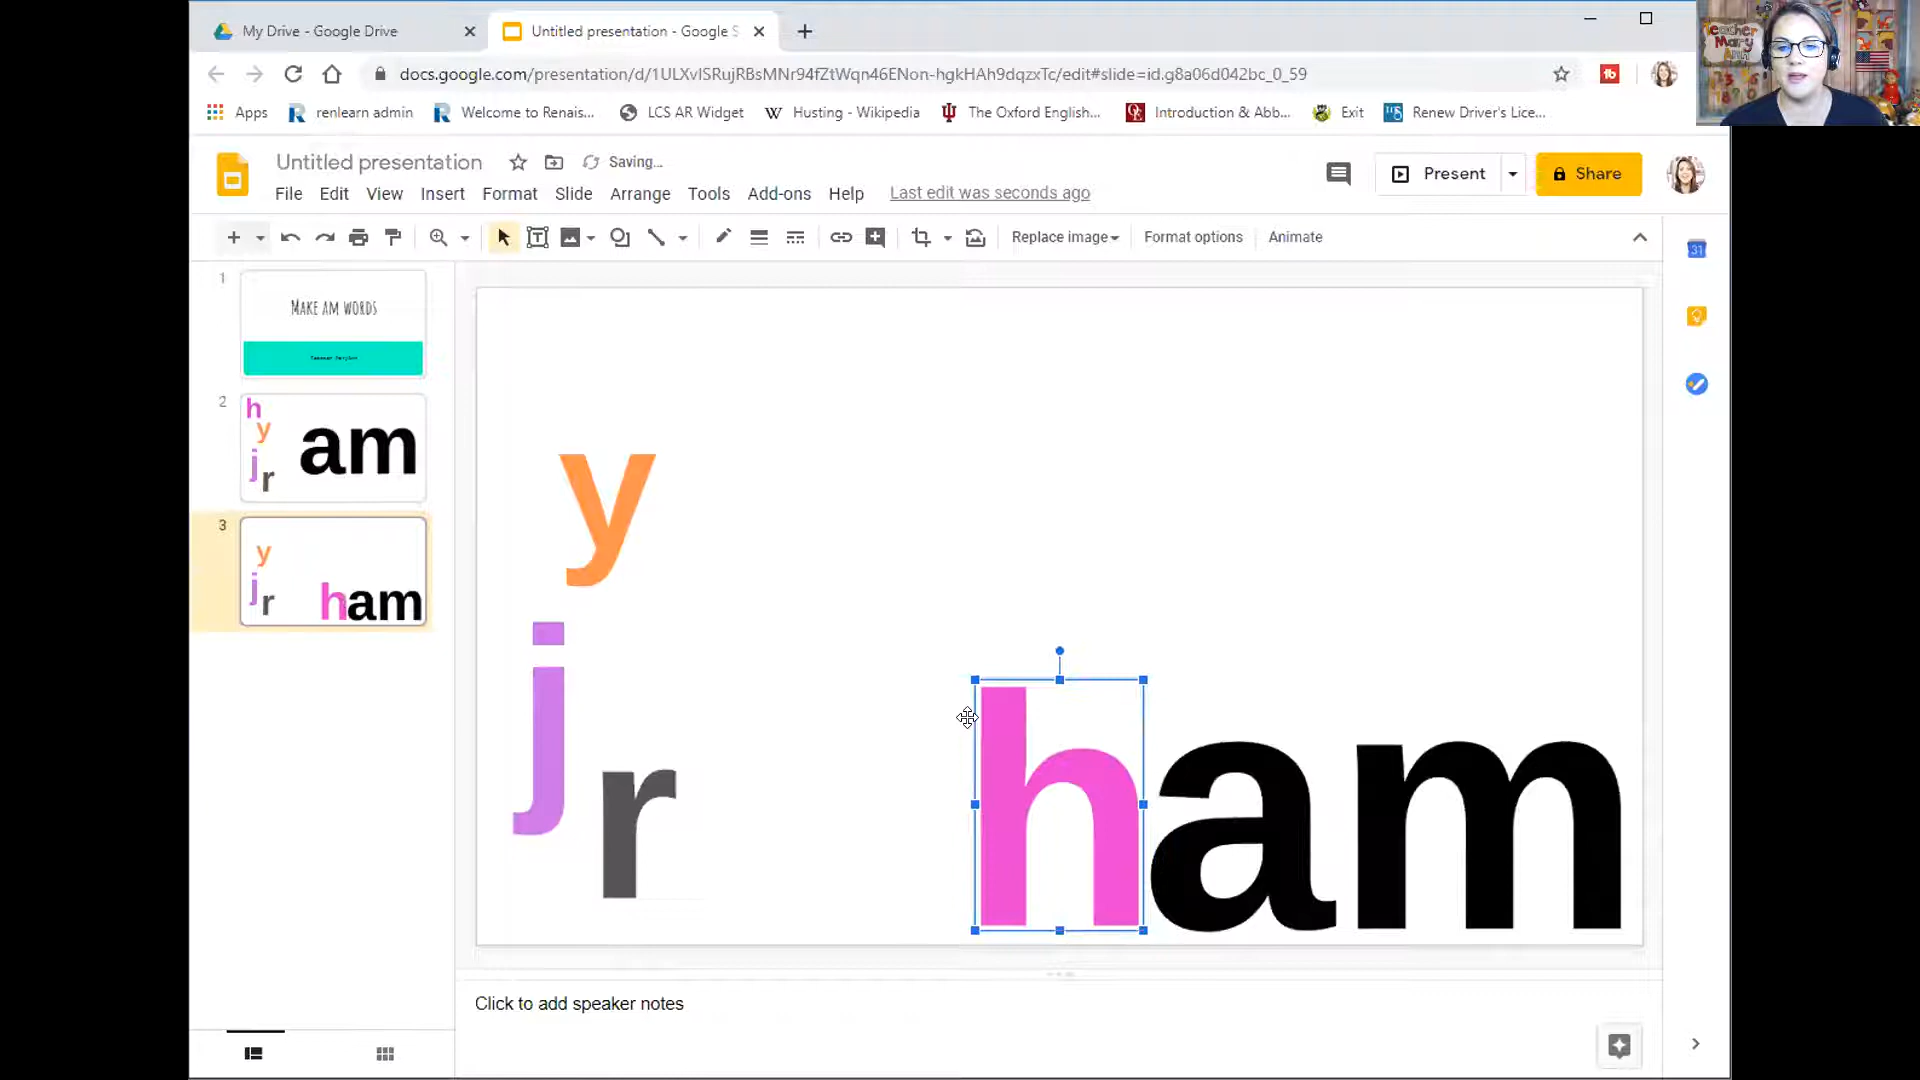 My Drive - Google Drive
Untitled presentation - Google S
docs.google.com/presentation/d/1ULXvISRujRBsMNr94fZtWqn46ENon-hgkHAh9dqzxTc/edit#slide=id.g8a06d042bc_0_59
Apps renlearn admin Welcome to Renais... LCS AR Widget Husting - Wikipedia The Oxford English... Introduction & Abb... Exit Renew Driver's Lice...
Teacher
Mary
Ann
Untitled presentation Saving...
File Edit View Insert Format Slide Arrange Tools Add-ons Help Last edit was seconds ago
Present Share
Replace image Format options Animate
31
1
MAKE AM WORDS
2
h
y
j
r
am
3
y
j
r
ham
y
j
r
ham
Click to add speaker notes